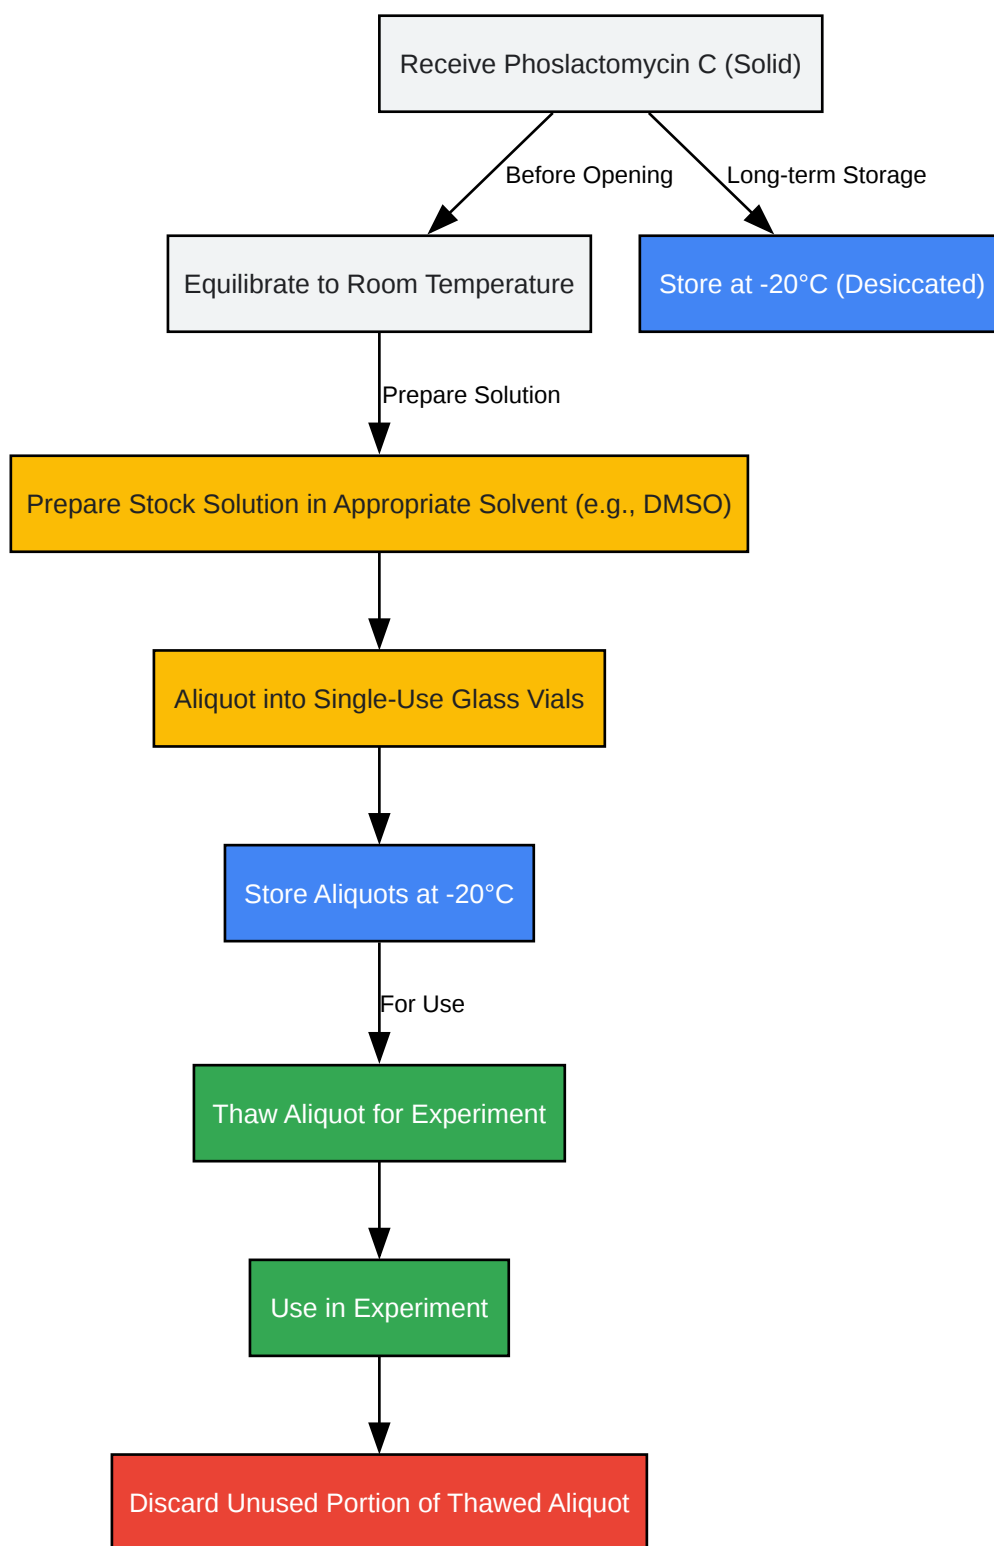 Receive Phoslactomycin C (Solid)
Before Opening
Long-term Storage
Equilibrate to Room Temperature
Store at -20°C (Desiccated)
Prepare Solution
Prepare Stock Solution in Appropriate Solvent (e.g., DMSO)
Aliquot into Single-Use Glass Vials
Store Aliquots at -20°C
For Use
Thaw Aliquot for Experiment
Use in Experiment
Discard Unused Portion of Thawed Aliquot